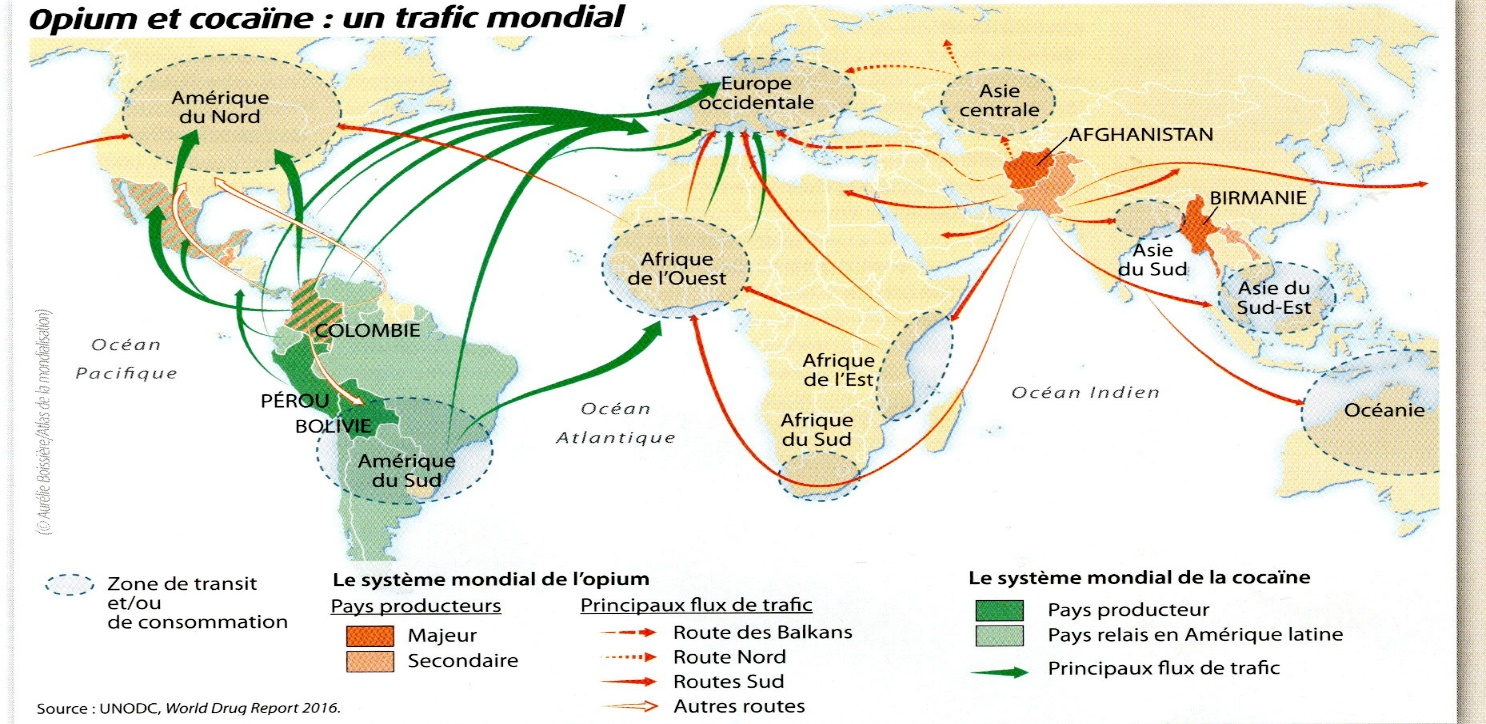 Opium et cocaïne : un trafic mondial
Amérique
du Nord
Europe
occidentale
Asie
centrale
AFGHANISTAN
BIRMANIE
Afrique
de l'Ouest
Asie
du Sud
Asie du
Sud-Est
COLOMBIE
Océan
Pacifique
Afrique
de l'Est
PÉROU
BOLIVIE
Océan
Atlantique
Océan Indien
Océanie
Afrique
du Sud
Amérique
du Sud
(© Aurélie Boissière/Atlas de la mondialisation)
Zone de transit
et/ou
de consommation
Le système mondial de l'opium
Pays producteurs
Majeur
Secondaire
Principaux flux de trafic
Route des Balkans
Route Nord
Routes Sud
Autres routes
Le système mondial de la cocaïne
Pays producteur
Pays relais en Amérique latine
Principaux flux de trafic
Source : UNODC, World Drug Report 2016.